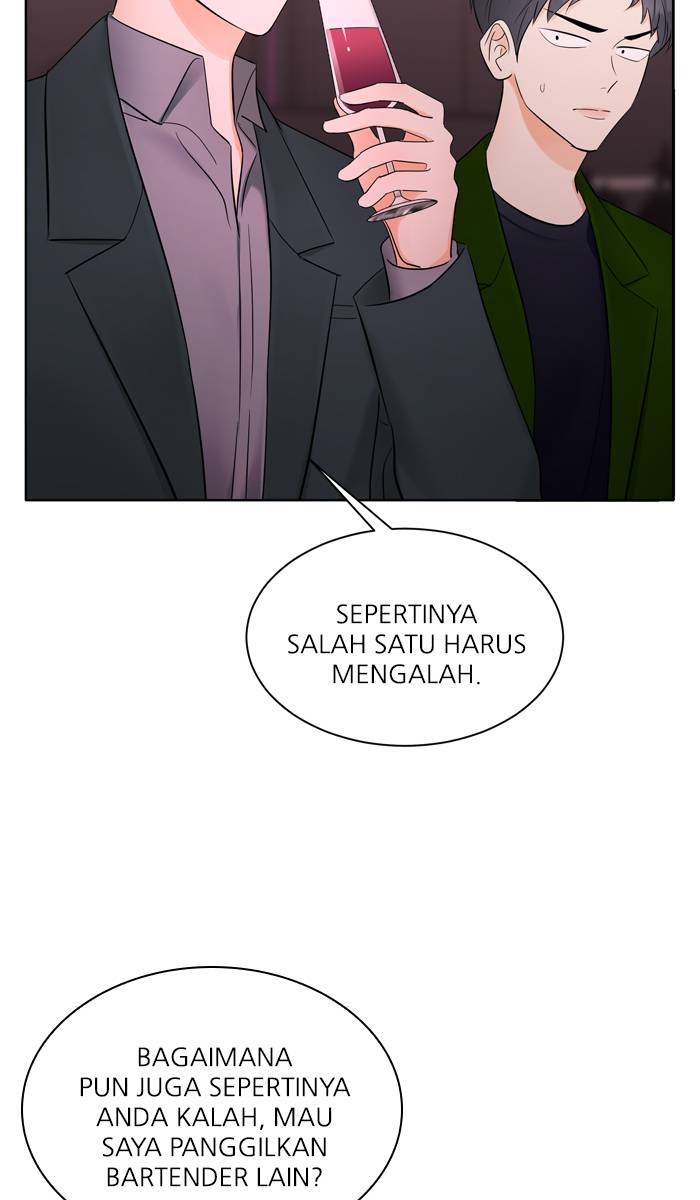 SEPERTINYA
SALAH SATU HARUS
MENGALAH.
BAGAIMANA
PUN JUGA SEPERTINYA
ANDA KALAH, MAU
SAYA PANGGILKAN
BARTENDER LAIN?